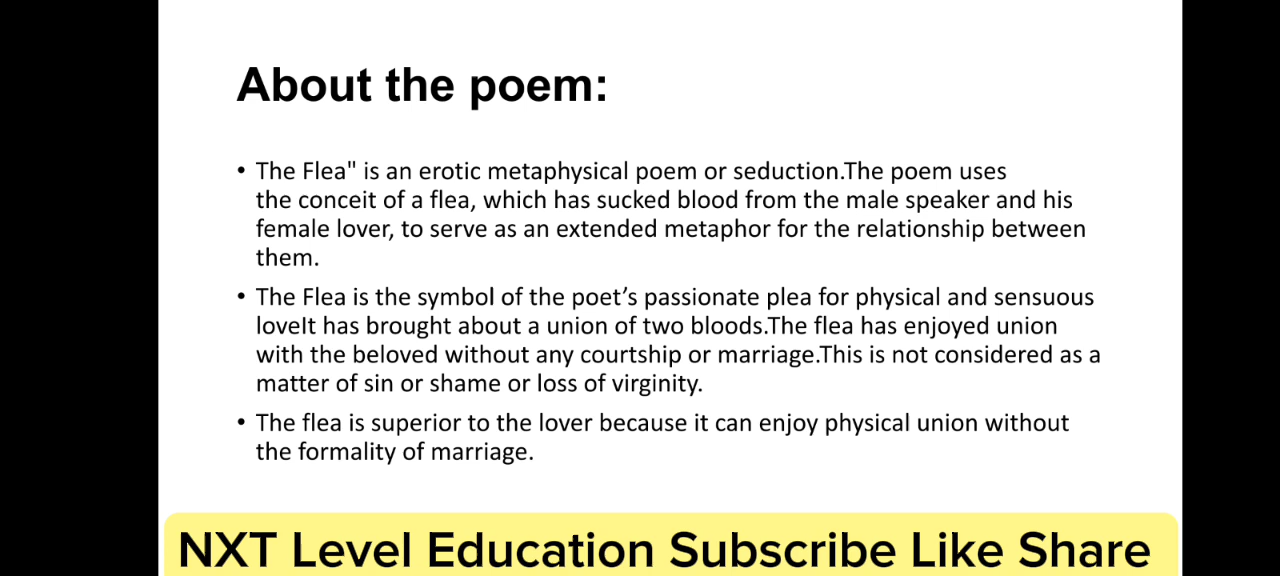 About the poem:
• The Flea" is an erotic metaphysical poem or seduction.The poem uses
the conceit of a flea, which has sucked blood from the male speaker and his
female lover, to serve as an extended metaphor for the relationship between
them.
• The Flea is the symbol of the poet’s passionate plea for physical and sensuous
loveIt has brought about a union of two bloods.The flea has enjoyed union
with the beloved without any courtship or marriage.This is not considered as a
matter of sin or shame or loss of virginity.
• The flea is superior to the lover because it can enjoy physical union without
the formality of marriage.
NXT Level Education Subscribe Like Share